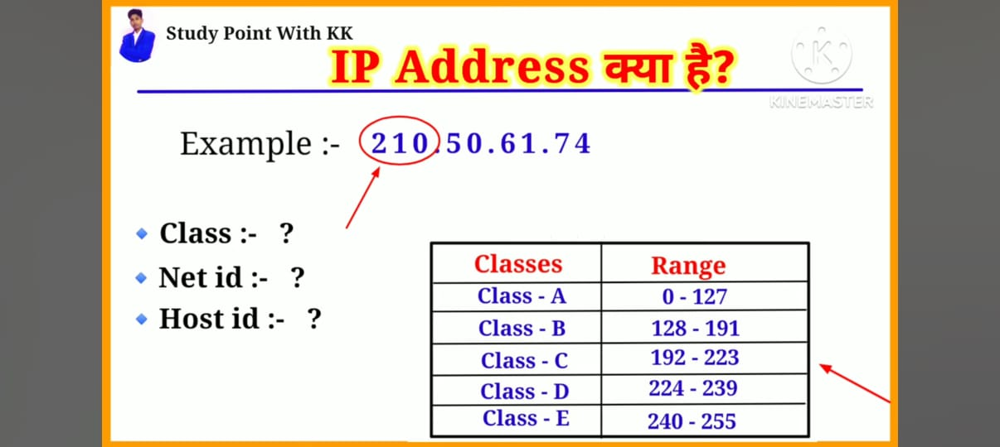 Study Point With KK
IP Address क्या है?
K
KINEMASTER
Example :- 210.50.61.74
Class :- ?
Net id :- ?
Host id :- ?
Classes Range
Class - A 0 - 127
Class - B 128 - 191
Class - C 192 - 223
Class - D 224 - 239
Class - E 240 - 255